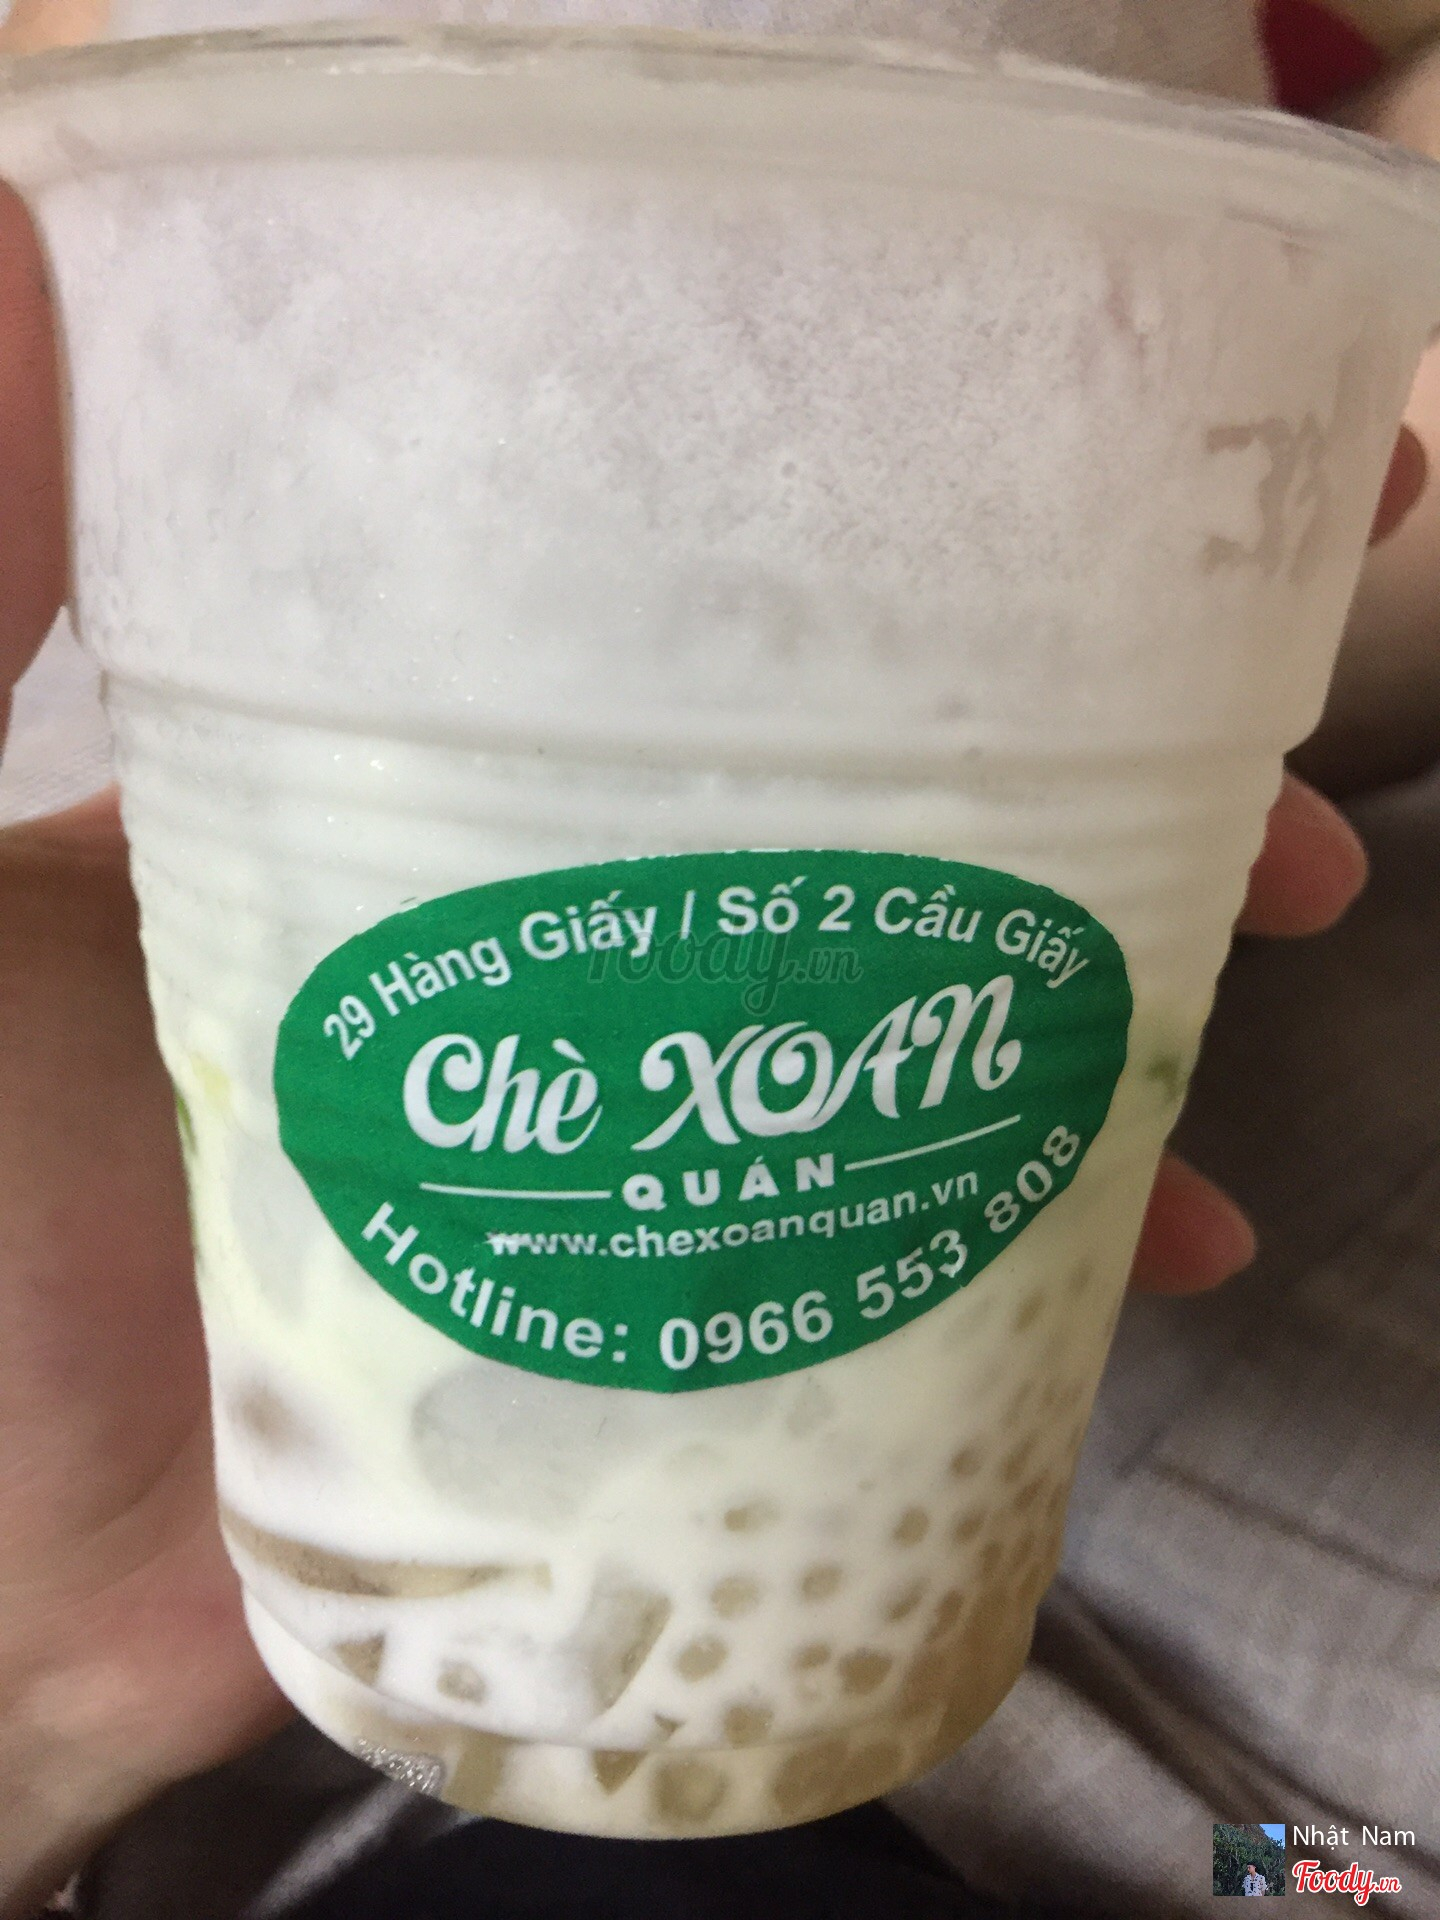 29 Hàng Giấy / Số 2 Cầu Giấy
Foody.vn
Chè XOAN
QUÁN
www.chexoanquan.vn
Hotline: 0966 553 808
Nhật Nam
Foody.vn